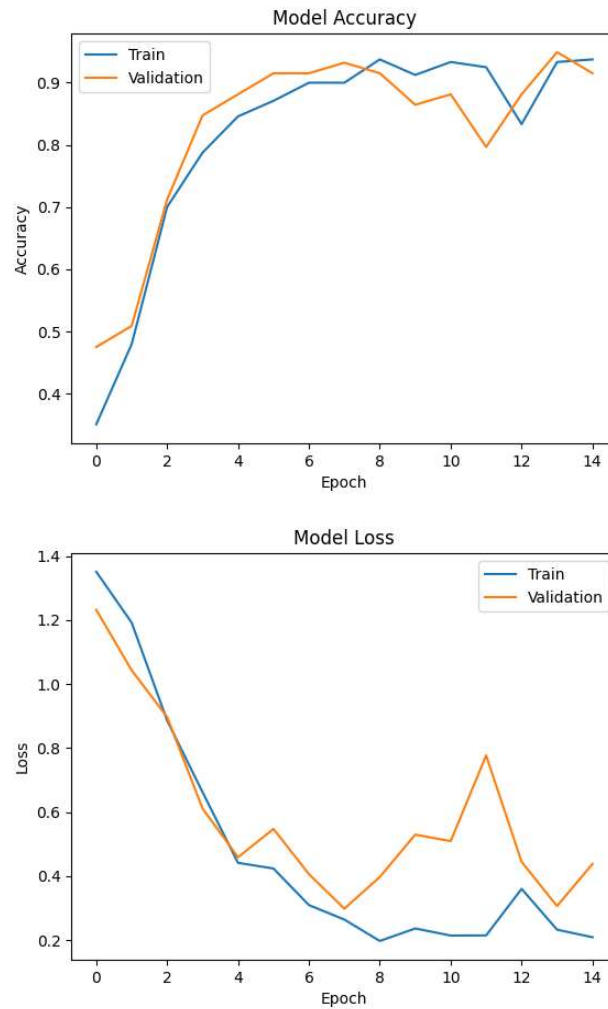 Model Accuracy
Train
Validation
0.9
0.8
0.7
0.6
0.5
0.4
Accuracy
0 2 4 6 8 10 12 14
Epoch
Model Loss
Train
Validation
1.4
1.2
1.0
0.8
0.6
0.4
0.2
Loss
0 2 4 6 8 10 12 14
Epoch